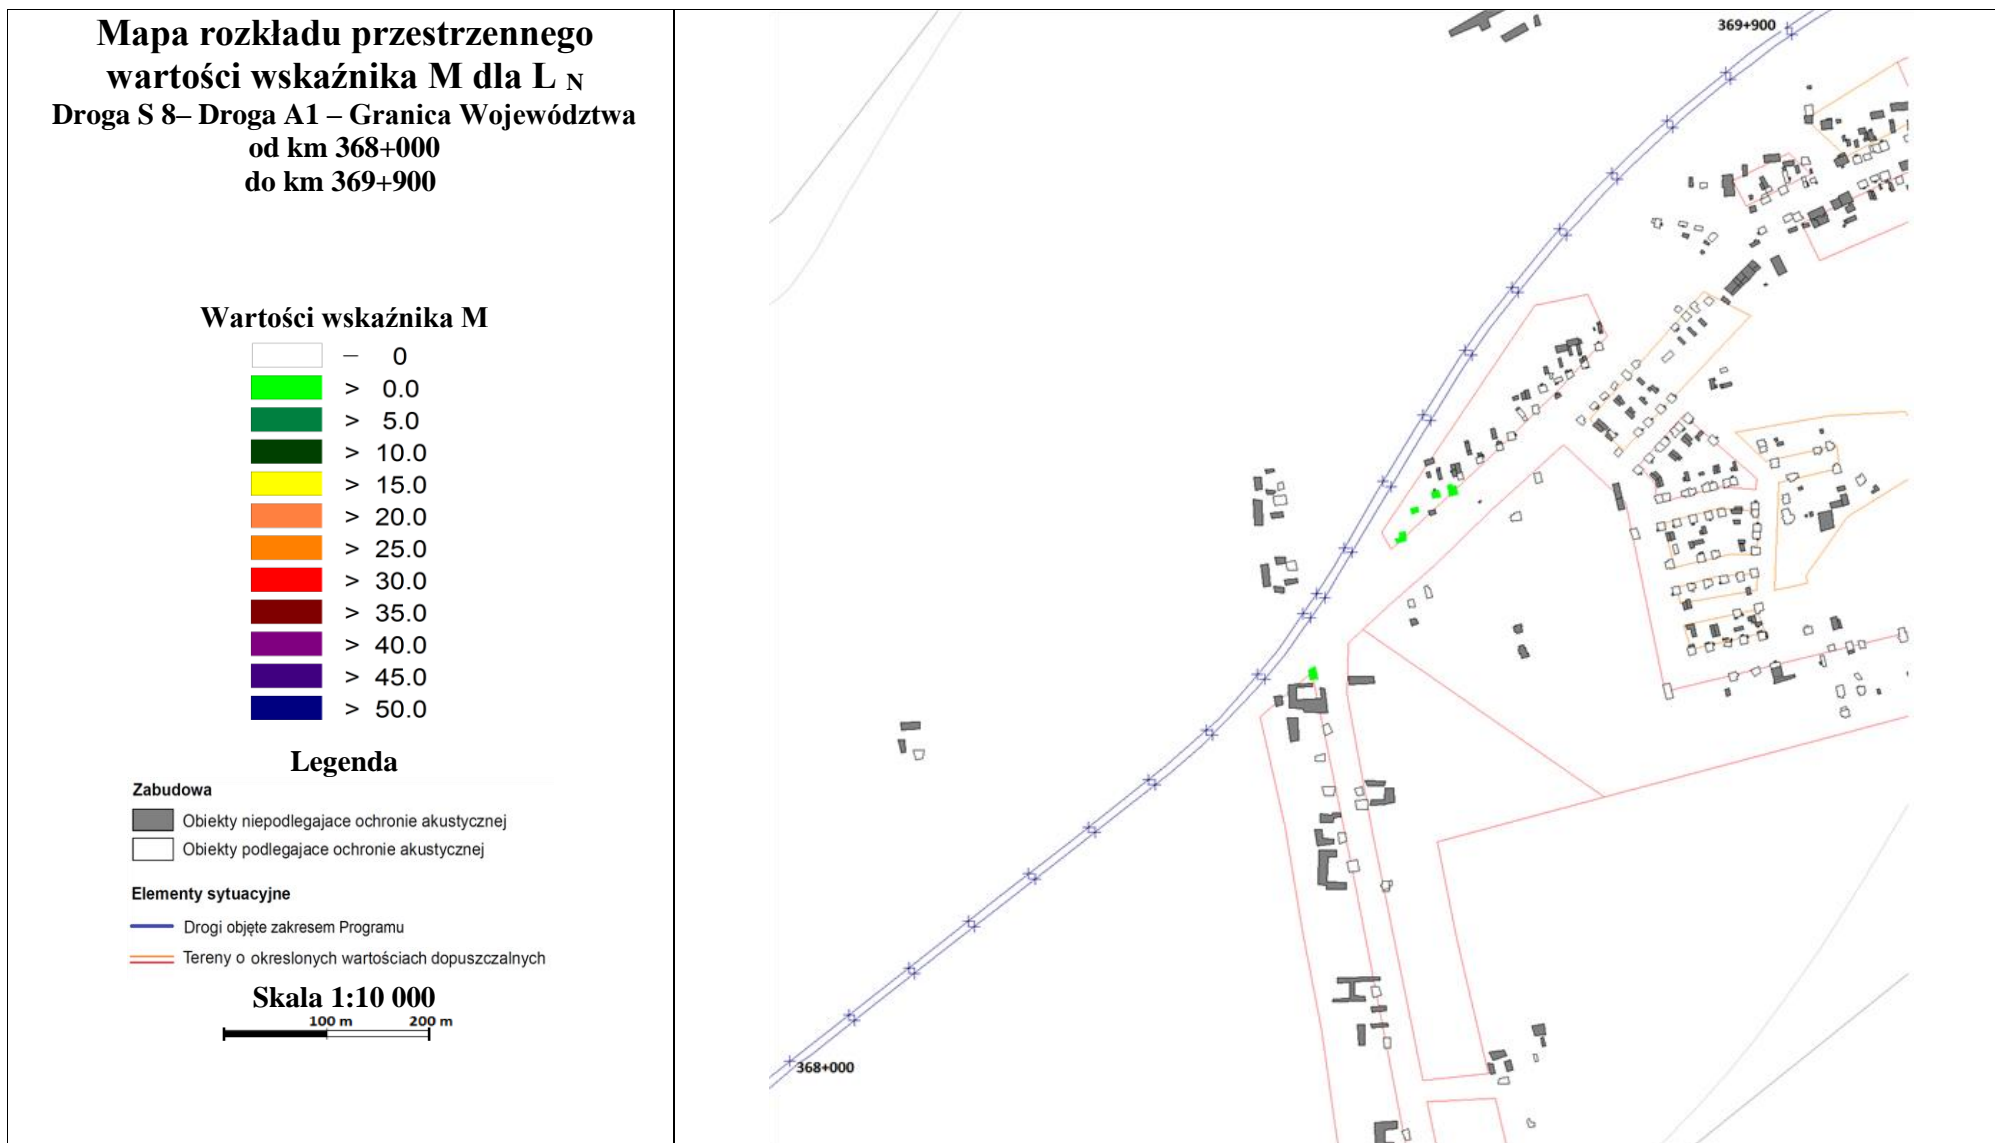 Mapa rozkładu przestrzennego
wartości wskaźnika M dla L N
Droga S 8– Droga A1 – Granica Województwa
od km 368+000
do km 369+900
Wartości wskaźnika M
– 0
> 0.0
> 5.0
> 10.0
> 15.0
> 20.0
> 25.0
> 30.0
> 35.0
> 40.0
> 45.0
> 50.0
Legenda
Zabudowa
Obiekty niepodlegajace ochronie akustycznej
Obiekty podlegajace ochronie akustycznej
Elementy sytuacyjne
Drogi objęte zakresem Programu
Tereny o okreslonych wartościach dopuszczalnych
Skala 1:10 000
100 m 200 m
369+900
368+000